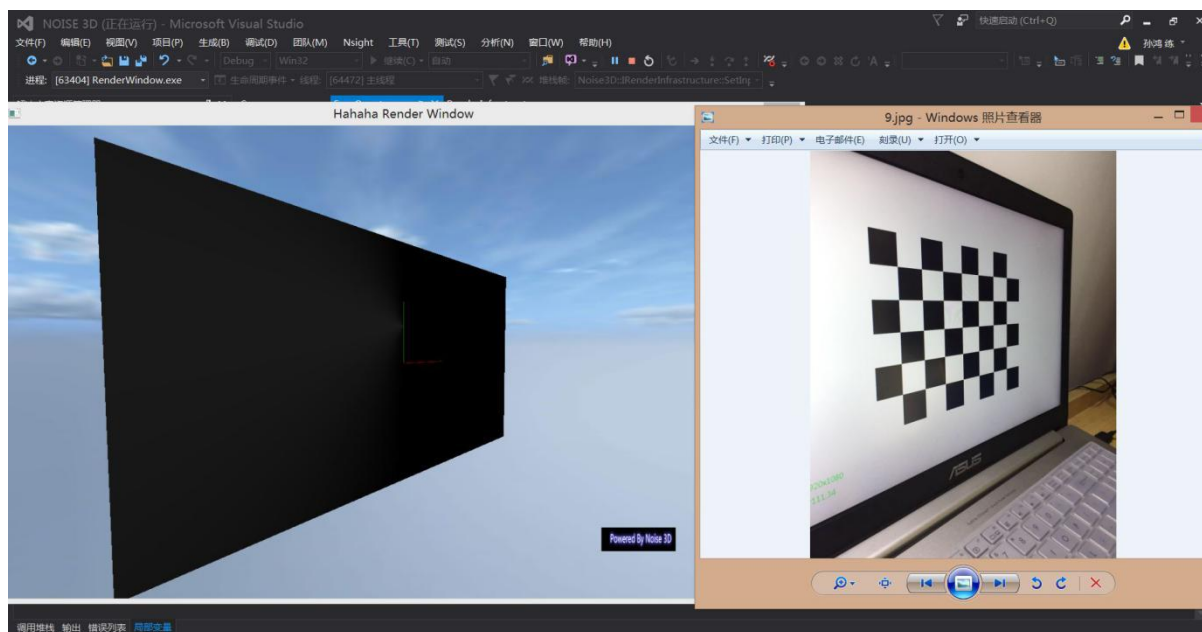 NOISE 3D (正在运行) - Microsoft Visual Studio
快速启动 (Ctrl+Q)
文件(F) 编辑(E) 视图(V) 项目(P) 生成(B) 调试(D) 团队(M) Nsight 工具(T) 测试(S) 分析(N) 窗口(W) 帮助(H)
孙鸿炼
Debug Win32 继续(C) 自动
进程: [63404] RenderWindow.exe 生命周期事件 线程: [64472] 主线程 堆栈帧: Noise3D::IRenderInfrastructure::SetInp
Hahaha Render Window
9.jpg - Windows 照片查看器
文件(F) 打印(P) 电子邮件(E) 刻录(U) 打开(O)
ASUS
111.34
Powered By Noise 3D
调用堆栈 输出 错误列表 局部变量